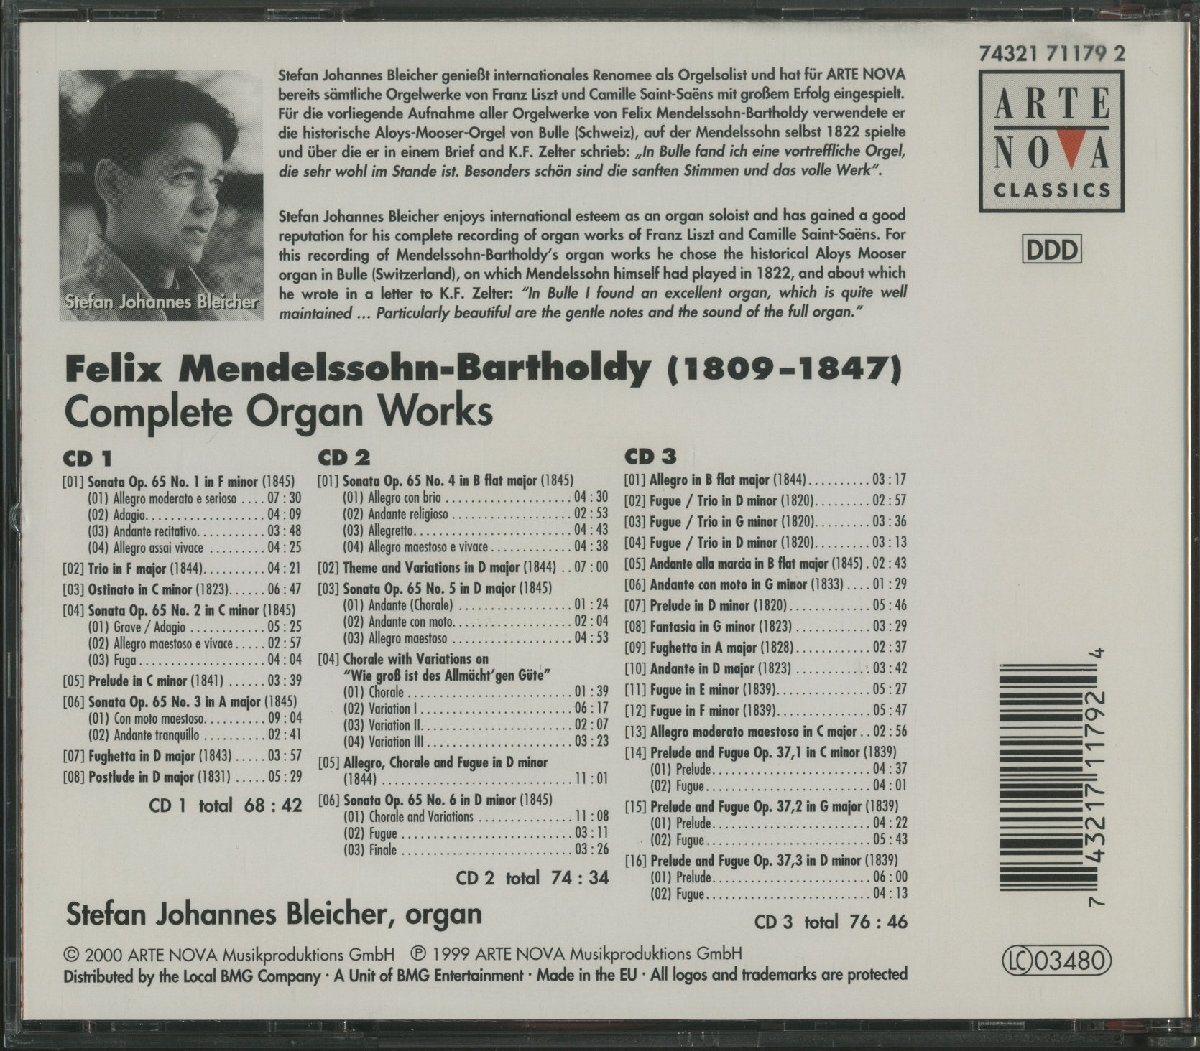 74321 71179 2
ARTE
NOVA
CLASSICS
DDD
Stefan Johannes Bleicher genießt internationales Renomee als Orgelsolist und hat für ARTE NOVA
bereits sämtliche Orgelwerke von Franz Liszt und Camille Saint-Saëns mit großem Erfolg eingespielt.
Für die vorliegende Aufnahme aller Orgelwerke von Felix Mendelssohn-Bartholdy verwendete er
die historische Aloys-Mooser-Orgel von Bulle (Schweiz), auf der Mendelssohn selbst 1822 spielte
und über die er in einem Brief and K.F. Zelter schrieb: „In Bulle fand ich eine vortreffliche Orgel,
die sehr wohl im Stande ist. Besonders schön sind die sanften Stimmen und das volle Werk".
Stefan Johannes Bleicher enjoys international esteem as an organ soloist and has gained a good
reputation for his complete recording of organ works of Franz Liszt and Camille Saint-Saëns. For
this recording of Mendelssohn-Bartholdy's organ works he chose the historical Aloys Mooser
organ in Bulle (Switzerland), on which Mendelssohn himself had played in 1822, and about which
he wrote in a letter to K.F. Zelter: "In Bulle I found an excellent organ, which is quite well
maintained ... Particularly beautiful are the gentle notes and the sound of the full organ."
Stefan Johannes Bleicher
Felix Mendelssohn-Bartholdy (1809–1847)
Complete Organ Works
CD 1
[01] Sonata Op. 65 No. 1 in F minor (1845)
(01) Allegro moderato e serioso .... 07 : 30
(02) Adagio.................. 04 : 09
(03) Andante recitativo.......... 03 : 48
(04) Allegro assai vivace ........ 04 : 25
[02] Trio in F major (1844).......... 04 : 21
[03] Ostinato in C minor (1823)...... 06 : 47
[04] Sonata Op. 65 No. 2 in C minor (1845)
(01) Grave / Adagio ........... 05 : 25
(02) Allegro maestoso e vivace..... 02 : 57
(03) Fuga................... 04 : 04
[05] Prelude in C minor (1841) ...... 03 : 39
[06] Sonata Op. 65 No. 3 in A major (1845)
(01) Con moto maestoso......... 09 : 04
(02) Andante tranquillo ......... 02 : 41
[07] Fughetta in D major (1843) ..... 03 : 57
[08] Postlude in D major (1831) ..... 05 : 29
CD 1 total 68 : 42
CD 2
[01] Sonata Op. 65 No. 4 in B flat major (1845)
(01) Allegro con brio ................... 04 : 30
(02) Andante religioso .................. 02 : 53
(03) Allegretto........................ 04 : 43
(04) Allegro maestoso e vivace............ 04 : 38
[02] Theme and Variations in D major (1844) .. 07 : 00
[03] Sonata Op. 65 No. 5 in D major (1845)
(01) Andante (Chorale) ................. 01 : 24
(02) Andante con moto.................. 02 : 04
(03) Allegro maestoso .................. 04 : 53
[04] Chorale with Variations on
"Wie groß ist des Allmächt'gen Güte"
(01) Chorale ......................... 01 : 39
(02) Variation I ....................... 06 : 17
(03) Variation II....................... 02 : 07
(04) Variation III ...................... 03 : 23
[05] Allegro, Chorale and Fugue in D minor
(1844) ............................. 11 : 01
[06] Sonata Op. 65 No. 6 in D minor (1845)
(01) Chorale and Variations .............. 11 : 08
(02) Fugue .......................... 03 : 11
(03) Finale .......................... 03 : 26
CD 2 total 74 : 34
CD 3
[01] Allegro in B flat major (1844)......... 03 : 17
[02] Fugue / Trio in D minor (1820)........ 02 : 57
[03] Fugue / Trio in G minor (1820)........ 03 : 36
[04] Fugue / Trio in D minor (1820)........ 03 : 13
[05] Andante alla marcia in B flat major (1845) . 02 : 43
[06] Andante con moto in G minor (1833) .... 01 : 29
[07] Prelude in D minor (1820)............ 05 : 46
[08] Fantasia in G minor (1823) ........... 03 : 29
[09] Fughetta in A major (1828)........... 02 : 37
[10] Andante in D major (1823) ........... 03 : 42
[11] Fugue in E minor (1839)............. 05 : 27
[12] Fugue in F minor (1839)............. 05 : 47
[13] Allegro moderato maestoso in C major .. 02 : 56
[14] Prelude and Fugue Op. 37,1 in C minor (1839)
(01) Prelude....................... 04 : 37
(02) Fugue........................ 04 : 01
[15] Prelude and Fugue Op. 37,2 in G major (1839)
(01) Prelude....................... 04 : 22
(02) Fugue........................ 05 : 43
[16] Prelude and Fugue Op. 37,3 in D minor (1839)
(01) Prelude....................... 06 : 00
(02) Fugue........................ 04 : 13
CD 3 total 76 : 46
Stefan Johannes Bleicher, organ
© 2000 ARTE NOVA Musikproduktions GmbH ℗ 1999 ARTE NOVA Musikproduktions GmbH
Distributed by the Local BMG Company · A Unit of BMG Entertainment · Made in the EU · All logos and trademarks are protected
7 43217 11792 4
LC 03480